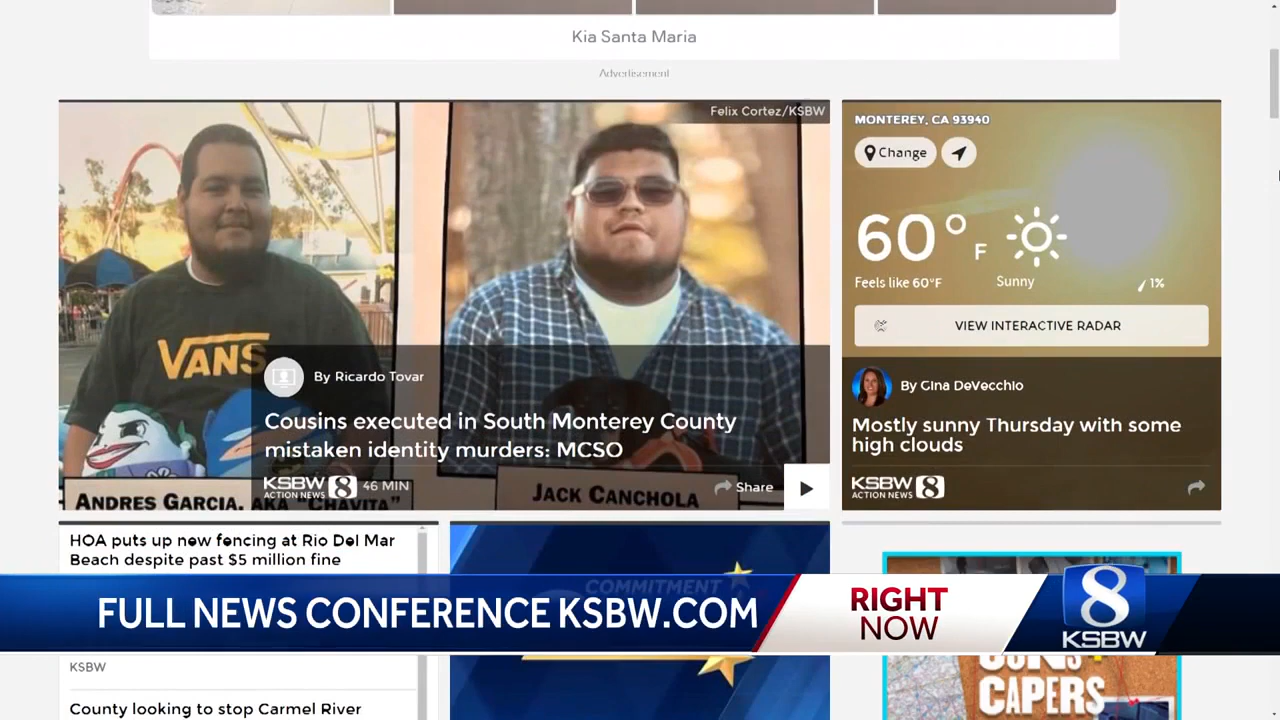 Kia Santa Maria
Advertisement
Felix Cortez/KSBW
VANS
By Ricardo Tovar
Cousins executed in South Monterey County
mistaken identity murders: MCSO
KSBW 8 46 MIN
ACTION NEWS
Share
ANDRES GARCIA, AKA "CHAVITA"
JACK CANCHOLA
MONTEREY, CA 93940
Change
60°F
Feels like 60°F
Sunny
1%
VIEW INTERACTIVE RADAR
By Gina DeVecchio
Mostly sunny Thursday with some
high clouds
KSBW 8
ACTION NEWS
HOA puts up new fencing at Rio Del Mar
Beach despite past $5 million fine
COMMITMENT
FULL NEWS CONFERENCE KSBW.COM
RIGHT
NOW
8
KSBW
KSBW
County looking to stop Carmel River
CAPERS